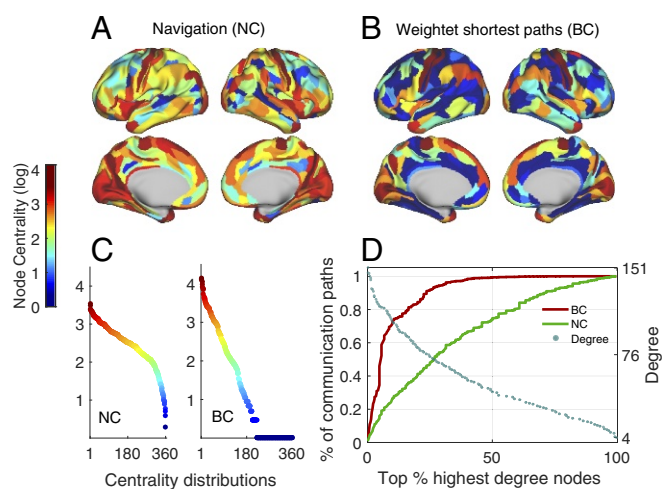 A Navigation (NC)
B Weightet shortest paths (BC)
Node Centrality (log)
4
3
2
1
0
C
4
3
2
1
NC
1 180 360
4
3
2
1
BC
1 180 360
Centrality distributions
D
% of communication paths
1
0.8
0.6
0.4
0.2
0
BC
NC
Degree
151
76
4
Degree
0 50 100
Top % highest degree nodes